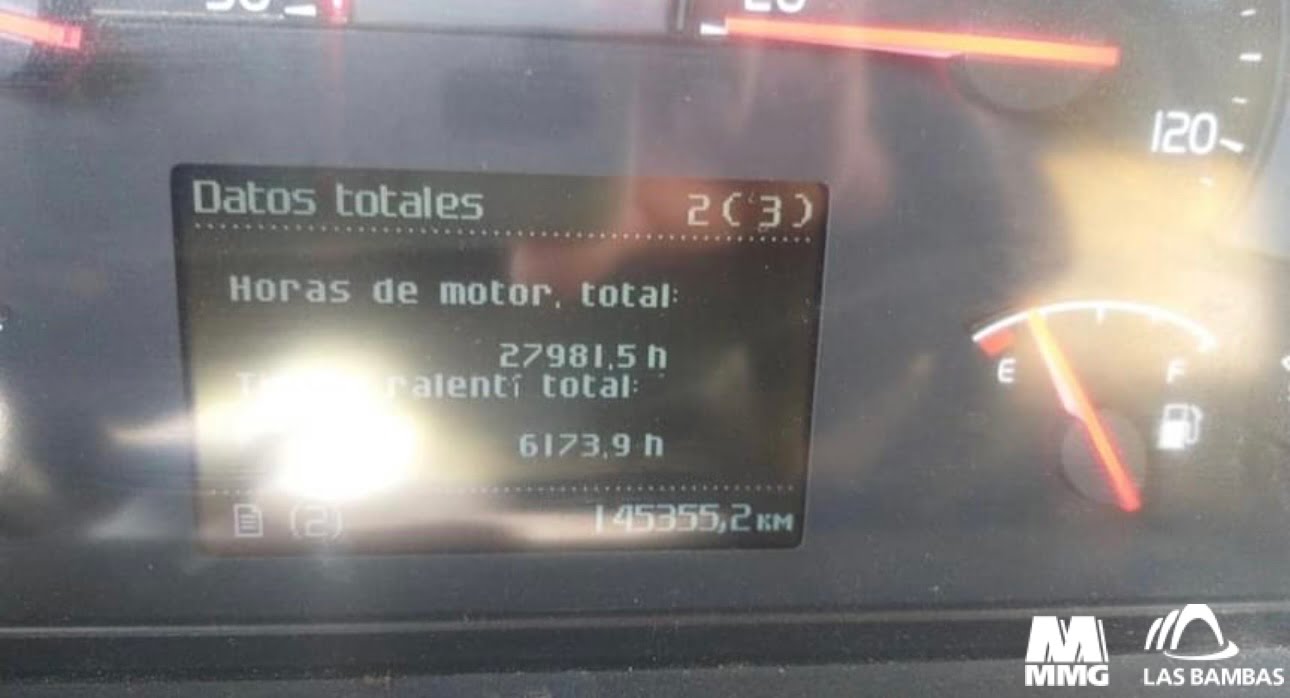 20
120
Datos totales 2(3)
Horas de motor, total:
27981,5 h
ralentí total:
6173,9 h
(2) 145355,2 KM
E F
MMG
LAS BAMBAS